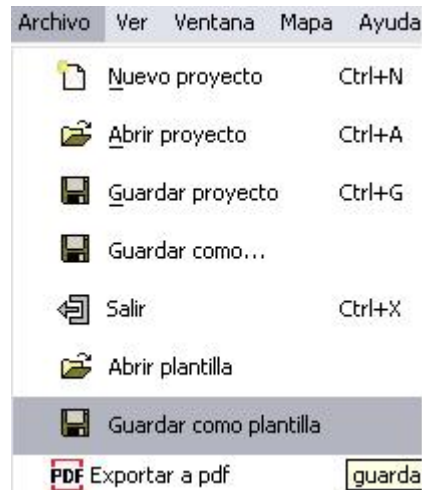 Archivo Ver Ventana Mapa Ayuda
Nuevo proyecto Ctrl+N
Abrir proyecto Ctrl+A
Guardar proyecto Ctrl+G
Guardar como...
Salir Ctrl+X
Abrir plantilla
Guardar como plantilla
PDF Exportar a pdf guarda